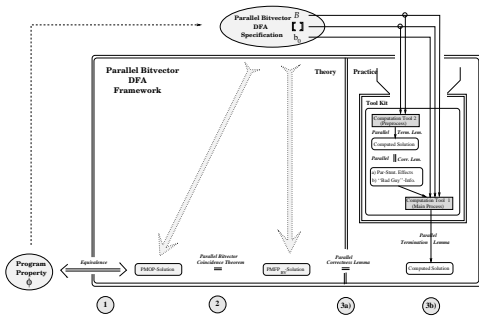 Parallel Bitvector
DFA
Specification
B
[ ]
b0
Parallel Bitvector
DFA
Framework
Theory
Practice
Tool Kit
Computation Tool 2
(Preprocess)
Parallel Term. Lem.
Computed Solution
Parallel Corr. Lem.
a) Par-Stmt. Effects
b) "Bad Guy"-Info.
Computation Tool 1
(Main Process)
Parallel
Termination Lemma
Program
Property
ϕ
Equivalence
PMOP-Solution
Parallel Bitvector
Coincidence Theorem
=
PMFP BV -Solution
Parallel
Correctness Lemma
=
Computed Solution
1
2
3a)
3b)